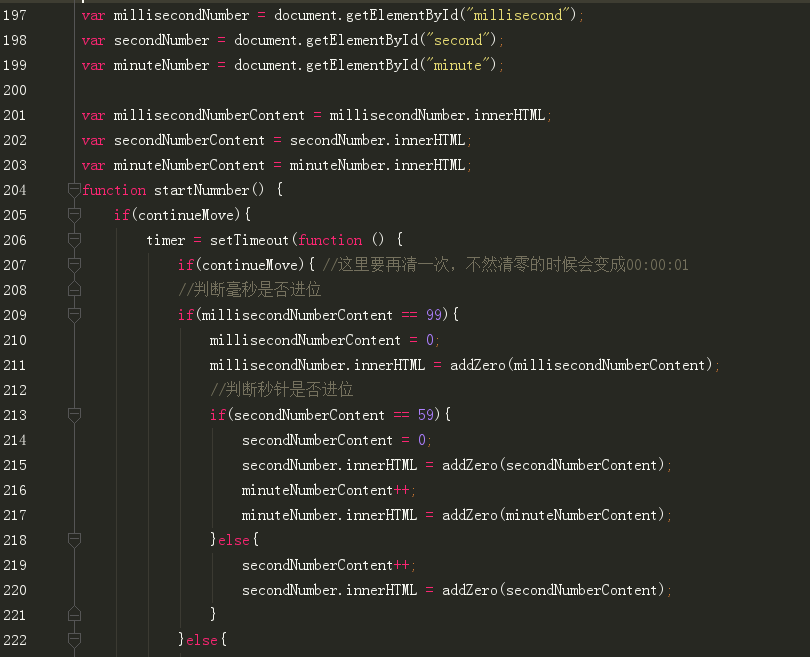 197 var millisecondNumber = document.getElementById("millisecond");
198 var secondNumber = document.getElementById("second");
199 var minuteNumber = document.getElementById("minute");
200
201 var millisecondNumberContent = millisecondNumber.innerHTML;
202 var secondNumberContent = secondNumber.innerHTML;
203 var minuteNumberContent = minuteNumber.innerHTML;
204 function startNumnber() {
205 if(continueMove){
206 timer = setTimeout(function () {
207 if(continueMove){ //这里要再清一次，不然清零的时候会变成00:00:01
208 //判断毫秒是否进位
209 if(millisecondNumberContent == 99){
210 millisecondNumberContent = 0;
211 millisecondNumber.innerHTML = addZero(millisecondNumberContent);
212 //判断秒针是否进位
213 if(secondNumberContent == 59){
214 secondNumberContent = 0;
215 secondNumber.innerHTML = addZero(secondNumberContent);
216 minuteNumberContent++;
217 minuteNumber.innerHTML = addZero(minuteNumberContent);
218 }else{
219 secondNumberContent++;
220 secondNumber.innerHTML = addZero(secondNumberContent);
221 }
222 }else{